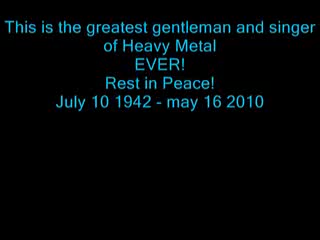 This is the greatest gentleman and singer
of Heavy Metal
EVER!
Rest in Peace!
July 10 1942 - may 16 2010